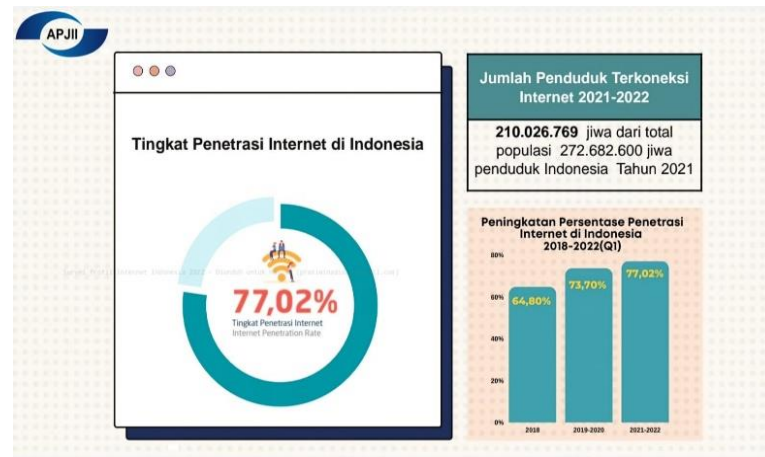 APJII
Tingkat Penetrasi Internet di Indonesia
77,02%
Tingkat Penetrasi Internet
Internet Penetration Rate
Jumlah Penduduk Terkoneksi
Internet 2021-2022
210.026.769 jiwa dari total
populasi 272.682.600 jiwa
penduduk Indonesia Tahun 2021
Peningkatan Persentase Penetrasi
Internet di Indonesia
2018-2022(Q1)
80%
60%
40%
20%
0%
64,80%
73,70%
77,02%
2018
2019-2020
2021-2022